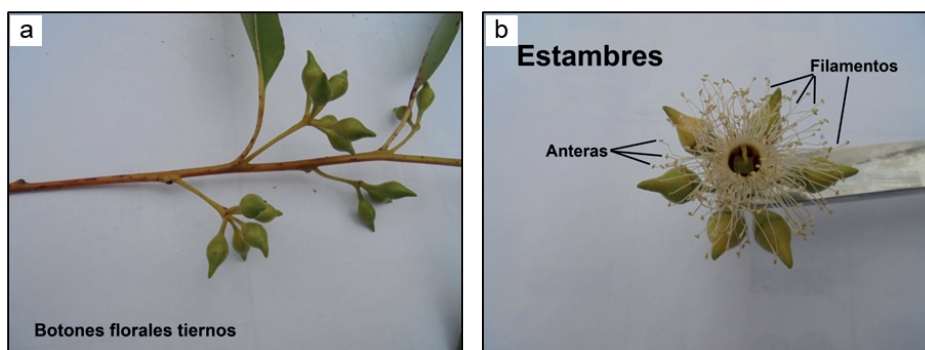 a
Botones florales tiernos
b
Estambres
Filamentos
Anteras